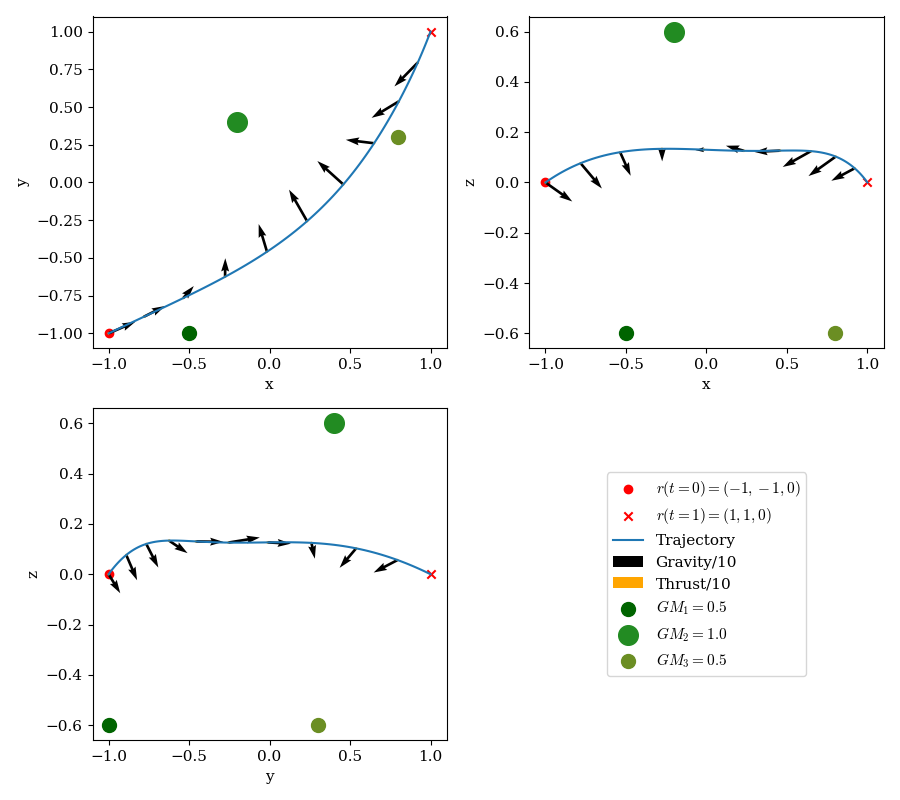 1.00
0.75
0.50
0.25
0.00
−0.25
−0.50
−0.75
−1.00
y
−1.0 −0.5 0.0 0.5 1.0
x
0.6
0.4
0.2
0.0
−0.2
−0.4
−0.6
z
−1.0 −0.5 0.0 0.5 1.0
x
0.6
0.4
0.2
0.0
−0.2
−0.4
−0.6
z
−1.0 −0.5 0.0 0.5 1.0
y
r(t = 0) = (−1, −1, 0)
r(t = 1) = (1, 1, 0)
Trajectory
Gravity/10
Thrust/10
GM₁ = 0.5
GM₂ = 1.0
GM₃ = 0.5